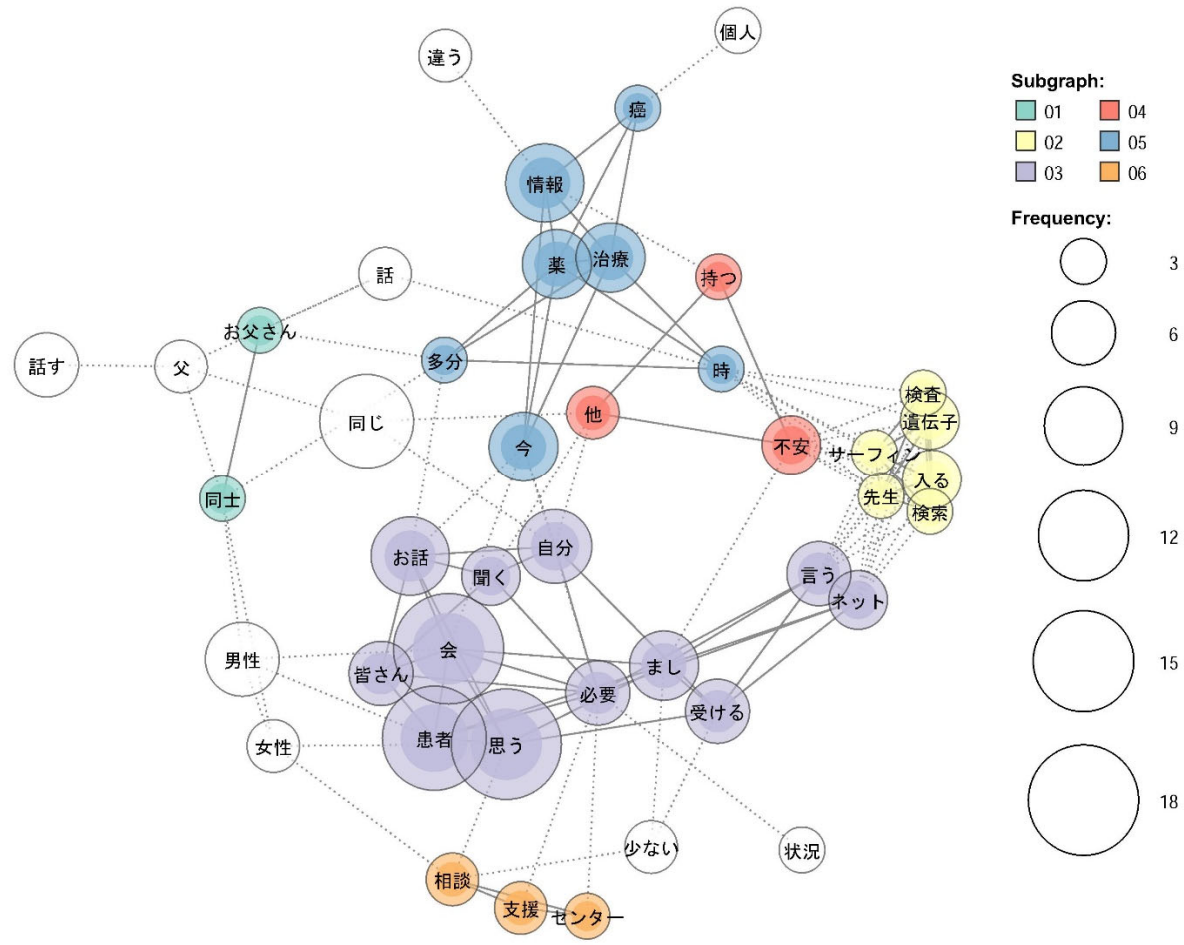 個人
違う
癌
情報
薬
治療
話
持つ
お父さん
多分
時
話す
父
同じ
他
検査
遺伝子
今
不安
サーフィン
入る
同士
先生
検索
お話
自分
聞く
言う
ネット
会
男性
皆さん
まし
必要
受ける
患者
思う
女性
少ない
状況
相談
支援
センター
Subgraph:
01 04
02 05
03 06
Frequency:
3
6
9
12
15
18